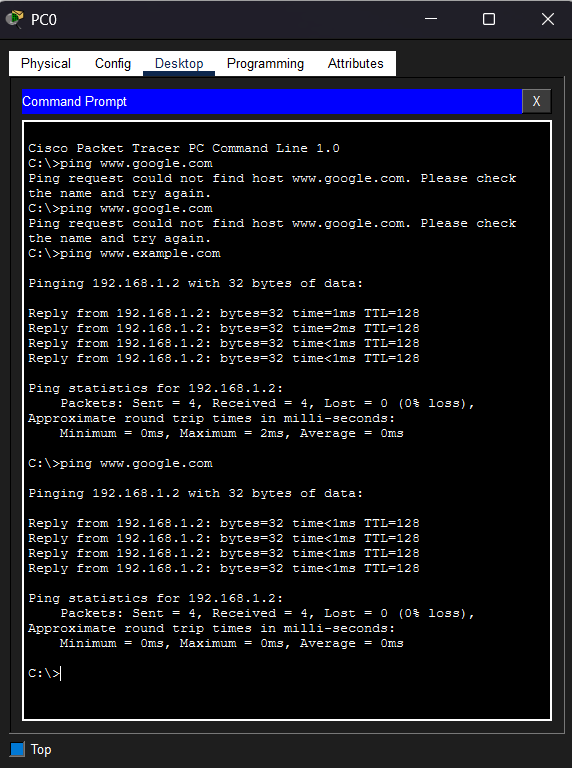 PC0
Physical Config Desktop Programming Attributes
Command Prompt X
Cisco Packet Tracer PC Command Line 1.0
C:\>ping www.google.com
Ping request could not find host www.google.com. Please check
the name and try again.
C:\>ping www.google.com
Ping request could not find host www.google.com. Please check
the name and try again.
C:\>ping www.example.com
Pinging 192.168.1.2 with 32 bytes of data:
Reply from 192.168.1.2: bytes=32 time=1ms TTL=128
Reply from 192.168.1.2: bytes=32 time=2ms TTL=128
Reply from 192.168.1.2: bytes=32 time<1ms TTL=128
Reply from 192.168.1.2: bytes=32 time<1ms TTL=128
Ping statistics for 192.168.1.2:
    Packets: Sent = 4, Received = 4, Lost = 0 (0% loss),
Approximate round trip times in milli-seconds:
    Minimum = 0ms, Maximum = 2ms, Average = 0ms
C:\>ping www.google.com
Pinging 192.168.1.2 with 32 bytes of data:
Reply from 192.168.1.2: bytes=32 time<1ms TTL=128
Reply from 192.168.1.2: bytes=32 time<1ms TTL=128
Reply from 192.168.1.2: bytes=32 time<1ms TTL=128
Reply from 192.168.1.2: bytes=32 time<1ms TTL=128
Ping statistics for 192.168.1.2:
    Packets: Sent = 4, Received = 4, Lost = 0 (0% loss),
Approximate round trip times in milli-seconds:
    Minimum = 0ms, Maximum = 0ms, Average = 0ms
C:\>
Top